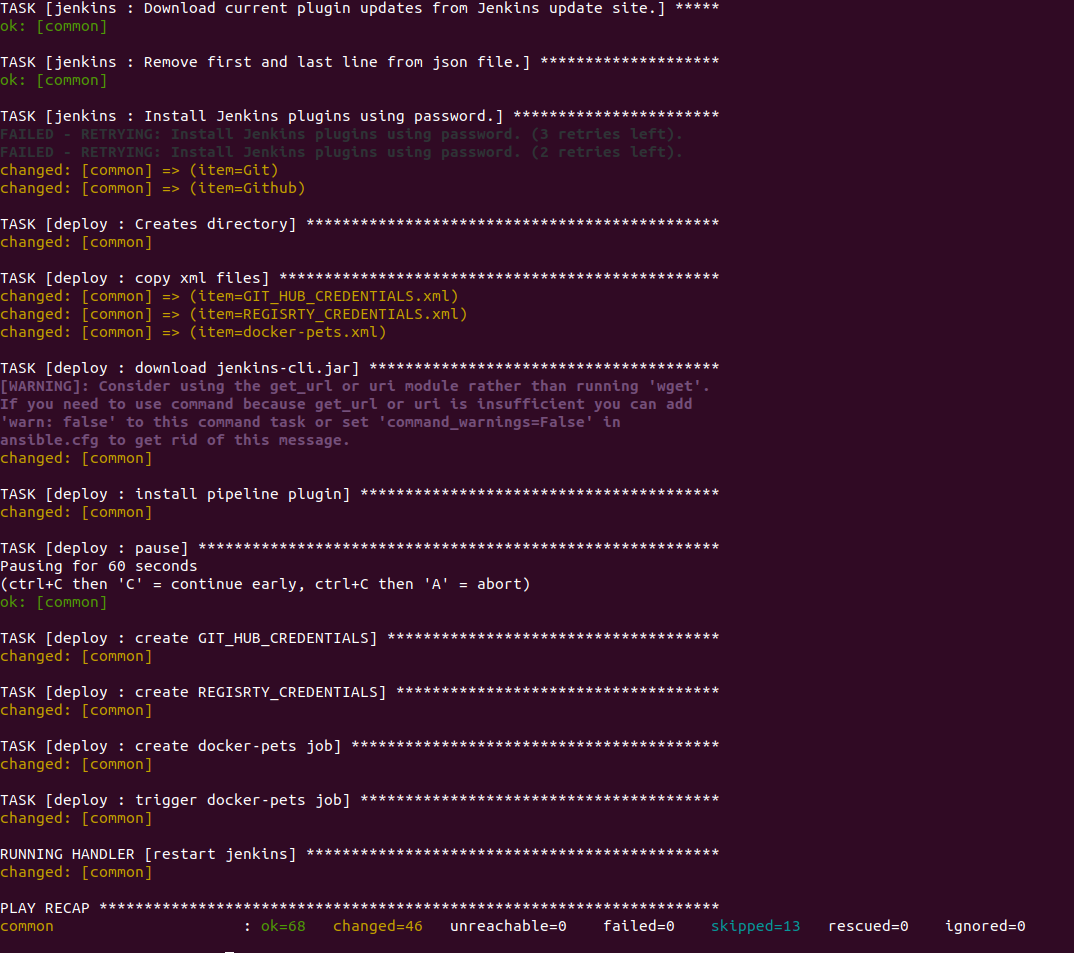 TASK [jenkins : Download current plugin updates from Jenkins update site.] *****
ok: [common]
TASK [jenkins : Remove first and last line from json file.] ********************
ok: [common]
TASK [jenkins : Install Jenkins plugins using password.] ***********************
FAILED - RETRYING: Install Jenkins plugins using password. (3 retries left).
FAILED - RETRYING: Install Jenkins plugins using password. (2 retries left).
changed: [common] => (item=Git)
changed: [common] => (item=Github)
TASK [deploy : Creates directory] **********************************************
changed: [common]
TASK [deploy : copy xml files] *************************************************
changed: [common] => (item=GIT_HUB_CREDENTIALS.xml)
changed: [common] => (item=REGISRTY_CREDENTIALS.xml)
changed: [common] => (item=docker-pets.xml)
TASK [deploy : download jenkins-cli.jar] ***************************************
[WARNING]: Consider using the get_url or uri module rather than running 'wget'.
If you need to use command because get_url or uri is insufficient you can add
'warn: false' to this command task or set 'command_warnings=False' in
ansible.cfg to get rid of this message.
changed: [common]
TASK [deploy : install pipeline plugin] ****************************************
changed: [common]
TASK [deploy : pause] **********************************************************
Pausing for 60 seconds
(ctrl+C then 'C' = continue early, ctrl+C then 'A' = abort)
ok: [common]
TASK [deploy : create GIT_HUB_CREDENTIALS] *************************************
changed: [common]
TASK [deploy : create REGISRTY_CREDENTIALS] ************************************
changed: [common]
TASK [deploy : create docker-pets job] *****************************************
changed: [common]
TASK [deploy : trigger docker-pets job] ****************************************
changed: [common]
RUNNING HANDLER [restart jenkins] **********************************************
changed: [common]
PLAY RECAP *********************************************************************
common : ok=68 changed=46 unreachable=0 failed=0 skipped=13 rescued=0 ignored=0